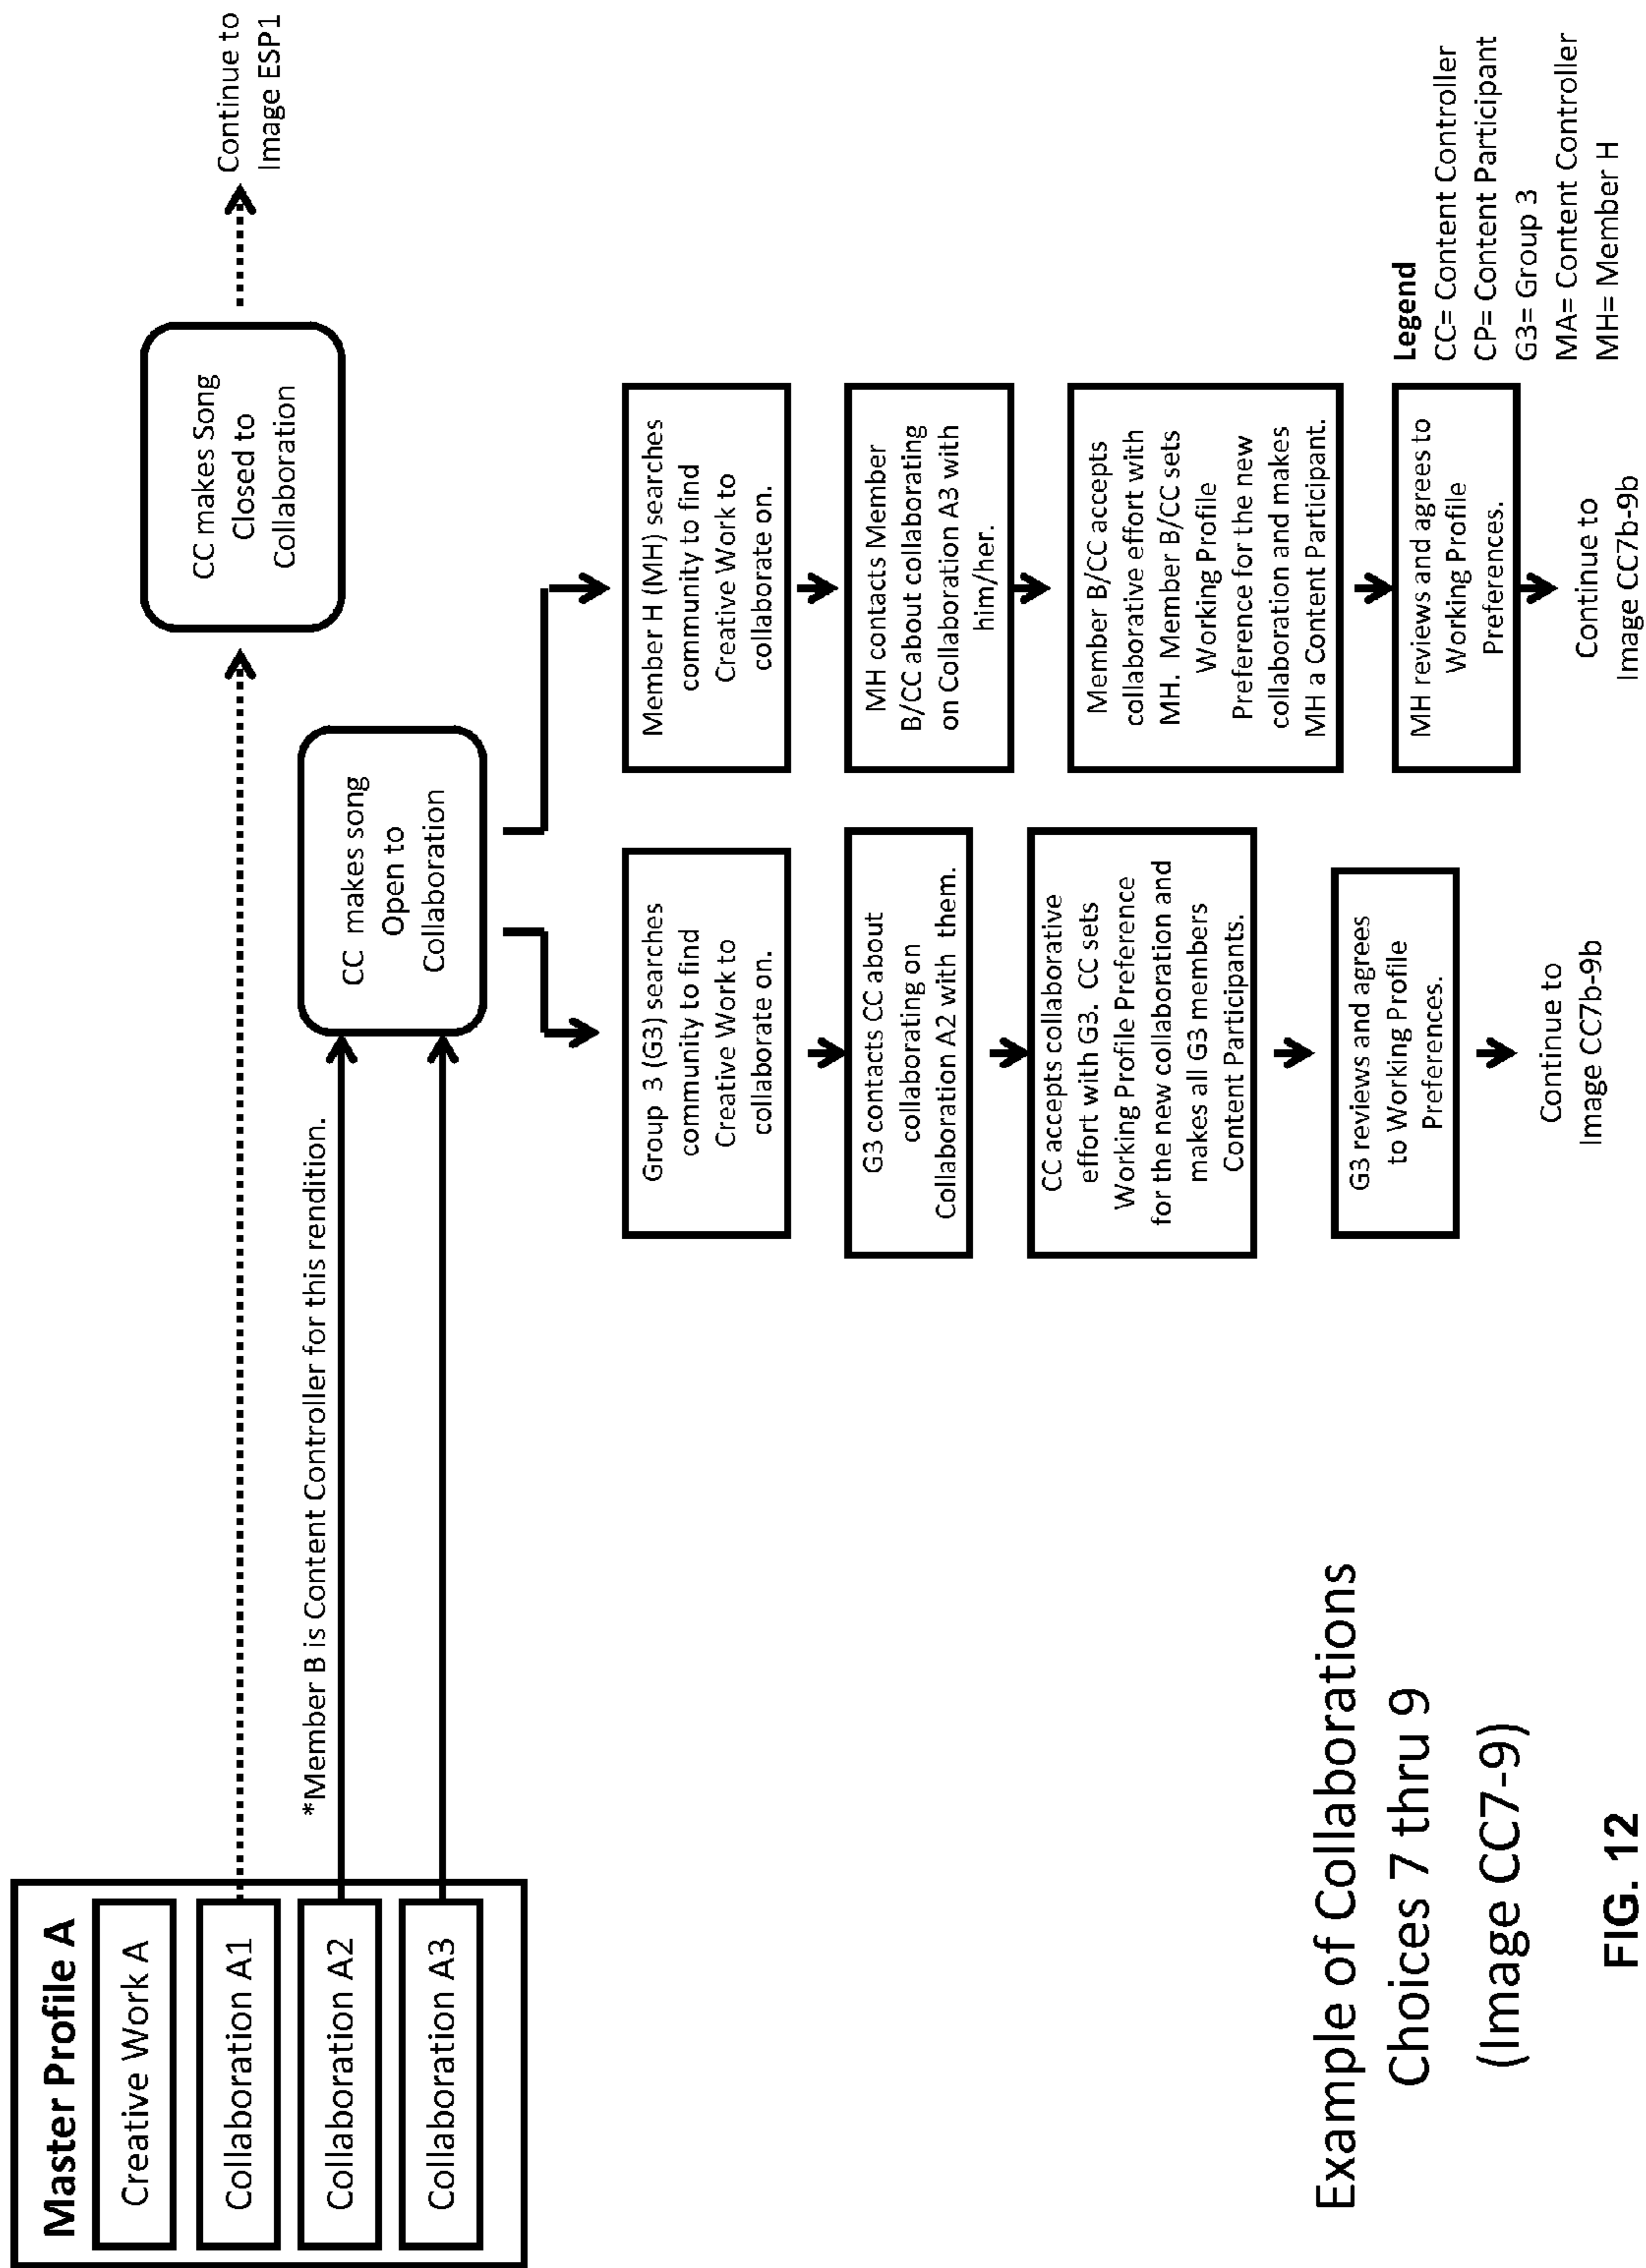 Master Profile A
Creative Work A
Collaboration A1
Collaboration A2
Collaboration A3
*Member B is Content Controller for this rendition.
CC makes Song
Closed to
Collaboration
Continue to
Image ESP1
CC makes song
Open to
Collaboration
Group 3 (G3) searches
community to find
Creative Work to
collaborate on.
G3 contacts CC about
collaborating on
Collaboration A2 with them.
CC accepts collaborative
effort with G3. CC sets
Working Profile Preference
for the new collaboration and
makes all G3 members
Content Participants.
G3 reviews and agrees
to Working Profile
Preferences.
Continue to
Image CC7b-9b
Member H (MH) searches
community to find
Creative Work to
collaborate on.
MH contacts Member
B/CC about collaborating
on Collaboration A3 with
him/her.
Member B/CC accepts
collaborative effort with
MH. Member B/CC sets
Working Profile
Preference for the new
collaboration and makes
MH a Content Participant.
MH reviews and agrees to
Working Profile
Preferences.
Continue to
Image CC7b-9b
Legend
CC= Content Controller
CP= Content Participant
G3= Group 3
MA= Content Controller
MH= Member H
Example of Collaborations
Choices 7 thru 9
(Image CC7-9)
FIG. 12